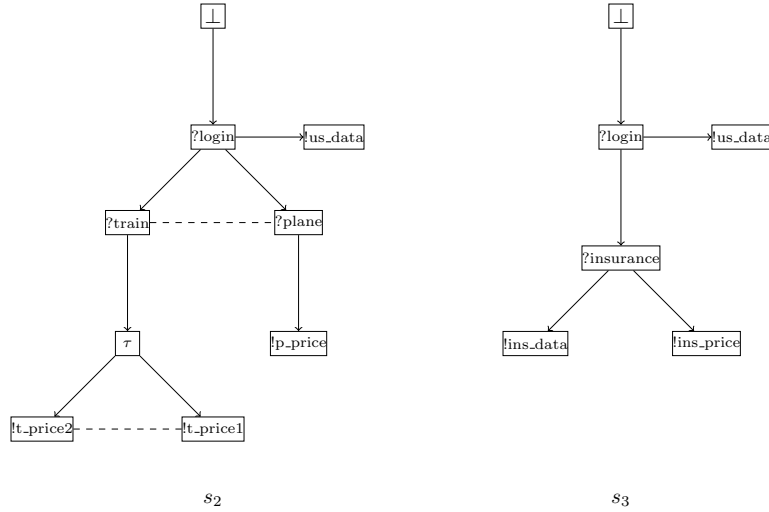 ⊥ ⊥
?login !us_data ?login !us_data
?train ?plane
?insurance
τ !p_price !ins_data !ins_price
!t_price2 !t_price1
s2 s3